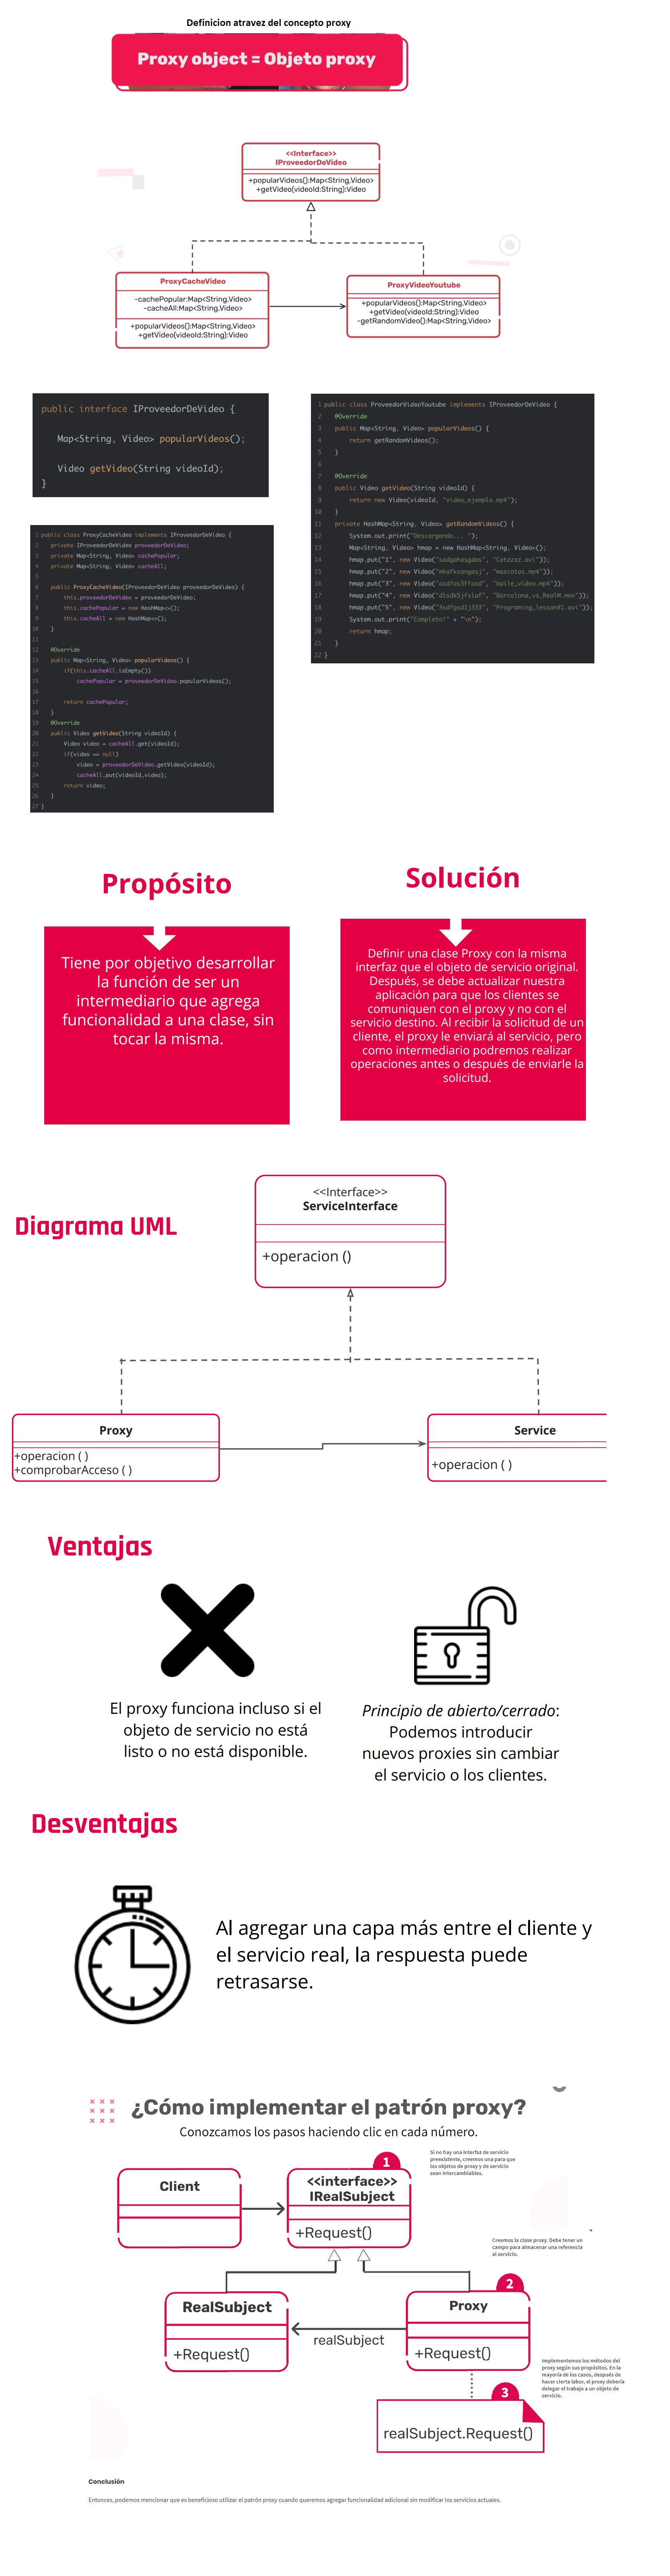 Definicion atravez del concepto proxy
Proxy object = Objeto proxy
<<Interface>>
IProveedorDeVideo
+popularVideos():Map<String,Video>
+getVideo(videoId:String):Video
ProxyCacheVideo
-cachePopular:Map<String,Video>
-cacheAll:Map<String,Video>
+popularVideos():Map<String,Video>
+getVideo(videoId:String):Video
ProxyVideoYoutube
+popularVideos():Map<String,Video>
+getVideo(videoId:String):Video
-getRandomVideo():Map<String,Video>
public interface IProveedorDeVideo {
Map<String, Video> popularVideos();
Video getVideo(String videoId);
}
1 public class ProxyCacheVideo implements IProveedorDeVideo {
2 private IProveedorDeVideo proveedorDeVideo;
3 private Map<String, Video> cachePopular;
4 private Map<String, Video> cacheAll;
5
6 public ProxyCacheVideo(IProveedorDeVideo proveedorDeVideo) {
7 this.proveedorDeVideo = proveedorDeVideo;
8 this.cachePopular = new HashMap<>();
9 this.cacheAll = new HashMap<>();
10 }
11
12 @Override
13 public Map<String, Video> popularVideos() {
14 if(this.cacheAll.isEmpty())
15 cachePopular = proveedorDeVideo.popularVideos();
16
17 return cachePopular;
18 }
19 @Override
20 public Video getVideo(String videoId) {
21 Video video = cacheAll.get(videoId);
22 if(video == null)
23 video = proveedorDeVideo.getVideo(videoId);
24 cacheAll.put(videoId,video);
25 return video;
26 }
27 }
1 public class ProveedorVideoYoutube implements IProveedorDeVideo {
2 @Override
3 public Map<String, Video> popularVideos() {
4 return getRandomVideos();
5 }
6
7 @Override
8 public Video getVideo(String videoId) {
9 return new Video(videoId, "video_ejemplo.mp4");
10 }
11 private HashMap<String, Video> getRandomVideos() {
12 System.out.print("Descargando... ");
13 Map<String, Video> hmap = new HashMap<String, Video>();
14 hmap.put("1", new Video("sadgahasgdas", "Catzzzz.avi"));
15 hmap.put("2", new Video("mkafksangasj", "mascotas.mp4"));
16 hmap.put("3", new Video("asdfas3ffasd", "baile_video.mp4"));
17 hmap.put("4", new Video("dlsdk5jfslaf", "Barcelona_vs_RealM.mov"));
18 hmap.put("5", new Video("3sdfgsd1j333", "Programing_lesson#1.avi"));
19 System.out.print("Completo!" + "\n");
20 return hmap;
21 }
22 }
Propósito
Tiene por objetivo desarrollar
la función de ser un
intermediario que agrega
funcionalidad a una clase, sin
tocar la misma.
Solución
Definir una clase Proxy con la misma
interfaz que el objeto de servicio original.
Después, se debe actualizar nuestra
aplicación para que los clientes se
comuniquen con el proxy y no con el
servicio destino. Al recibir la solicitud de un
cliente, el proxy le enviará al servicio, pero
como intermediario podremos realizar
operaciones antes o después de enviarle la
solicitud.
Diagrama UML
<<Interface>>
ServiceInterface
+operacion ()
Proxy
+operacion ( )
+comprobarAcceso ( )
Service
+operacion ( )
Ventajas
El proxy funciona incluso si el
objeto de servicio no está
listo o no está disponible.
Principio de abierto/cerrado:
Podemos introducir
nuevos proxies sin cambiar
el servicio o los clientes.
Desventajas
Al agregar una capa más entre el cliente y
el servicio real, la respuesta puede
retrasarse.
¿Cómo implementar el patrón proxy?
Conozcamos los pasos haciendo clic en cada número.
Client
1
<<interface>>
IRealSubject
+Request()
Si no hay una interfaz de servicio
preexistente, creemos una para que
los objetos de proxy y de servicio
sean intercambiables.
Creemos la clase proxy. Debe tener un
campo para almacenar una referencia
al servicio.
RealSubject
+Request()
realSubject
2
Proxy
+Request()
Implementemos los métodos del
proxy según sus propósitos. En la
mayoría de los casos, después de
hacer cierta labor, el proxy debería
delegar el trabajo a un objeto de
servicio.
3
realSubject.Request()
Conclusión
Entonces, podemos mencionar que es beneficioso utilizar el patrón proxy cuando queremos agregar funcionalidad adicional sin modificar los servicios actuales.